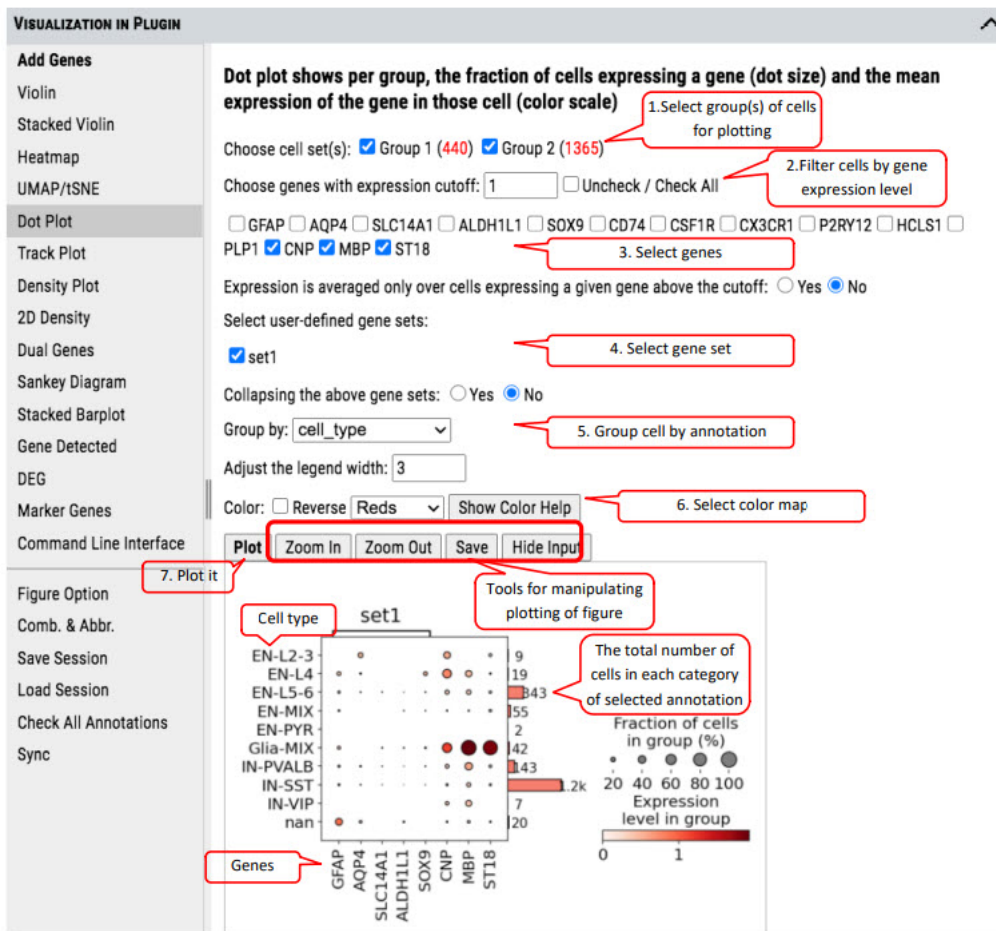 VISUALIZATION IN PLUGIN
Add Genes
Violin
Stacked Violin
Heatmap
UMAP/tSNE
Dot Plot
Track Plot
Density Plot
2D Density
Dual Genes
Sankey Diagram
Stacked Barplot
Gene Detected
DEG
Marker Genes
Command Line Interface
Figure Option
Comb. & Abbr.
Save Session
Load Session
Check All Annotations
Sync
Dot plot shows per group, the fraction of cells expressing a gene (dot size) and the mean
expression of the gene in those cell (color scale)
1.Select group(s) of cells
for plotting
Choose cell set(s): Group 1 (440) Group 2 (1365)
2.Filter cells by gene
expression level
Choose genes with expression cutoff: 1 Uncheck / Check All
GFAP AQP4 SLC14A1 ALDH1L1 SOX9 CD74 CSF1R CX3CR1 P2RY12 HCLS1
PLP1 CNP MBP ST18
3. Select genes
Expression is averaged only over cells expressing a given gene above the cutoff: Yes No
Select user-defined gene sets:
4. Select gene set
set1
Collapsing the above gene sets: Yes No
Group by: cell_type
5. Group cell by annotation
Adjust the legend width: 3
Color: Reverse Reds Show Color Help
6. Select color map
Plot Zoom In Zoom Out Save Hide Input
7. Plot it
Tools for manipulating
plotting of figure
Cell type
set1
The total number of
cells in each category
of selected annotation
EN-L2-3 9
EN-L4 19
EN-L5-6 343
EN-MIX 55
EN-PYR 2
Glia-MIX 42
IN-PVALB 143
IN-SST 1.2k
IN-VIP 7
nan 20
Fraction of cells
in group (%)
20 40 60 80 100
Expression
level in group
0 1
Genes
GFAP
AQP4
SLC14A1
ALDH1L1
SOX9
CNP
MBP
ST18